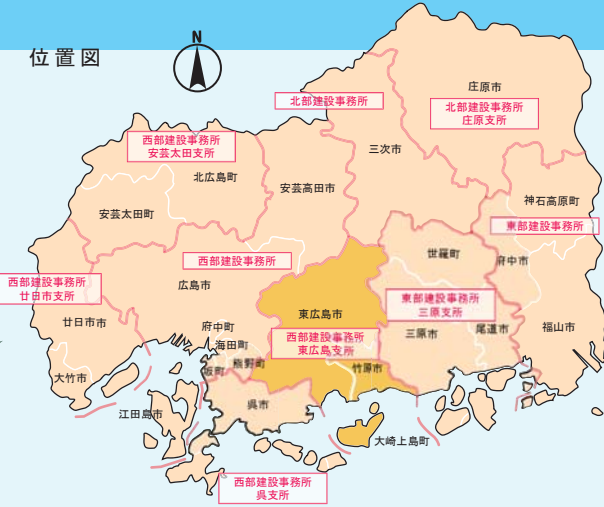 位置図
N
庄原市
北部建設事務所
北部建設事務所
庄原支所
西部建設事務所
安芸太田支所
三次市
北広島町
安芸高田市
神石高原町
安芸太田町
東部建設事務所
世羅町
府中市
西部建設事務所
西部建設事務所
廿日市支所
広島市
東部建設事務所
三原支所
東広島市
廿日市市
府中町
尾道市
福山市
三原市
西部建設事務所
東広島支所
海田町
熊野町
坂町
竹原市
大竹市
呉市
江田島市
大崎上島町
西部建設事務所
呉支所